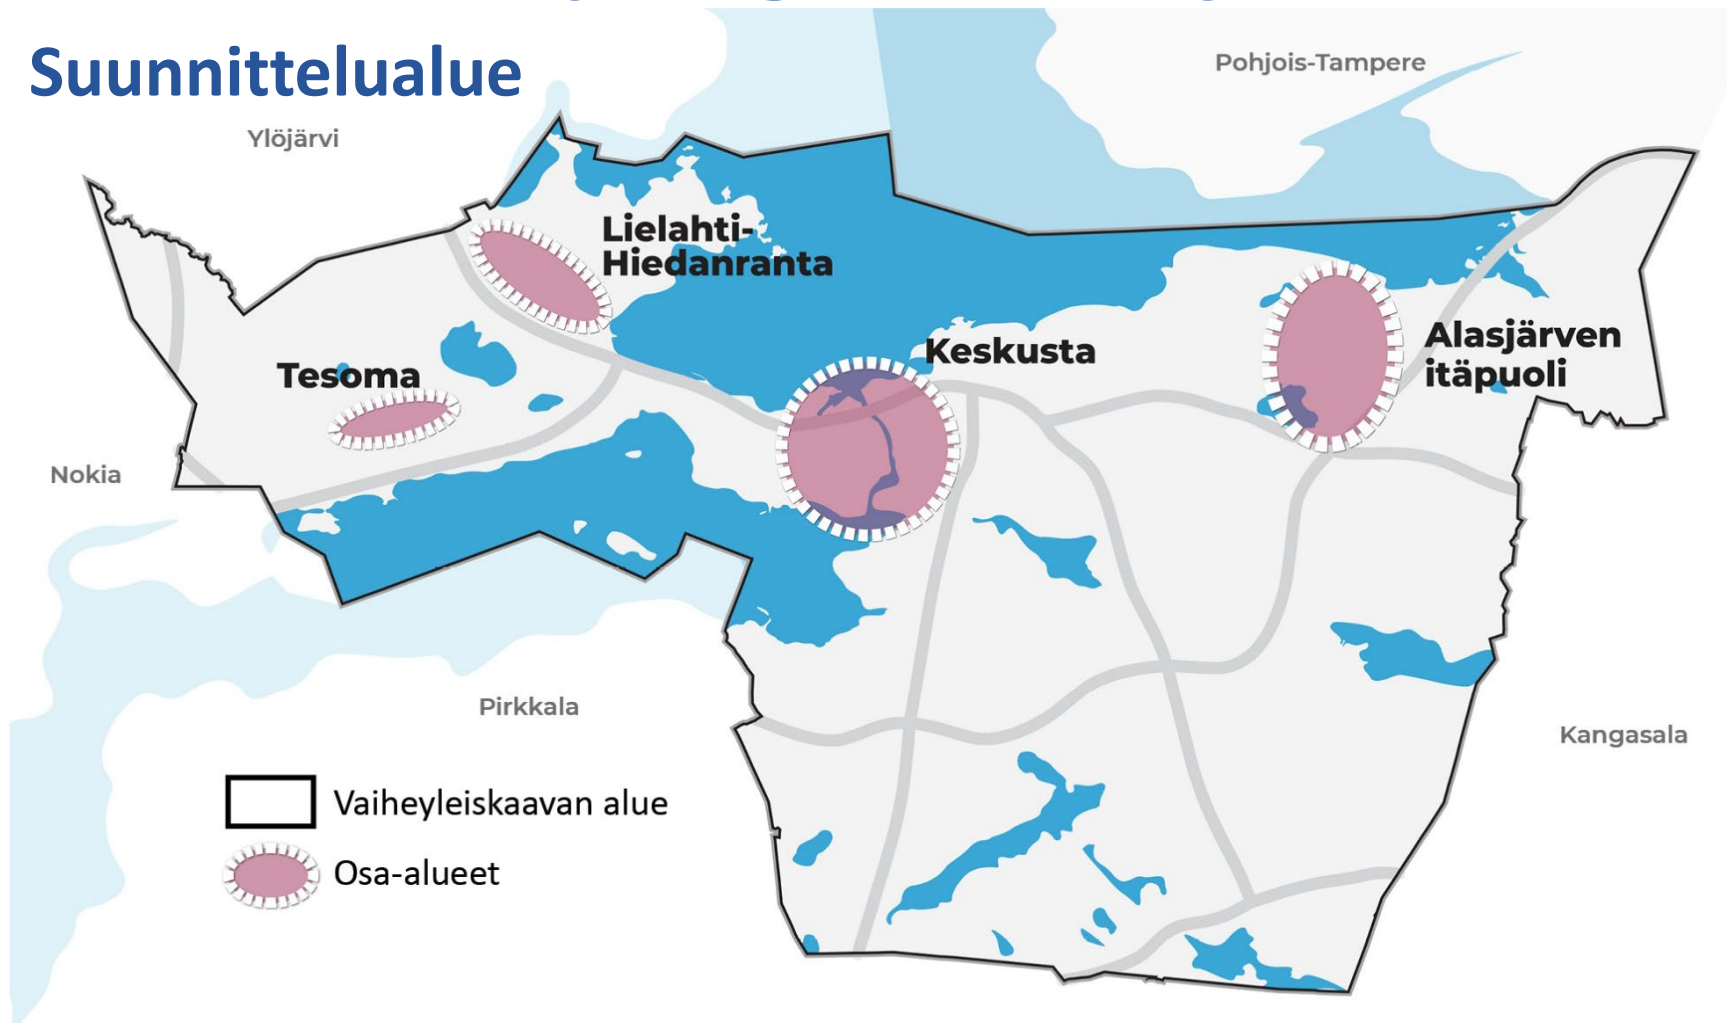 Suunnittelualue
Pohjois-Tampere
Ylöjärvi
Lielahti-
Hiedanranta
Keskusta
Alasjärven
itäpuoli
Tesoma
Nokia
Pirkkala
Kangasala
Vaiheyleiskaavan alue
Osa-alueet